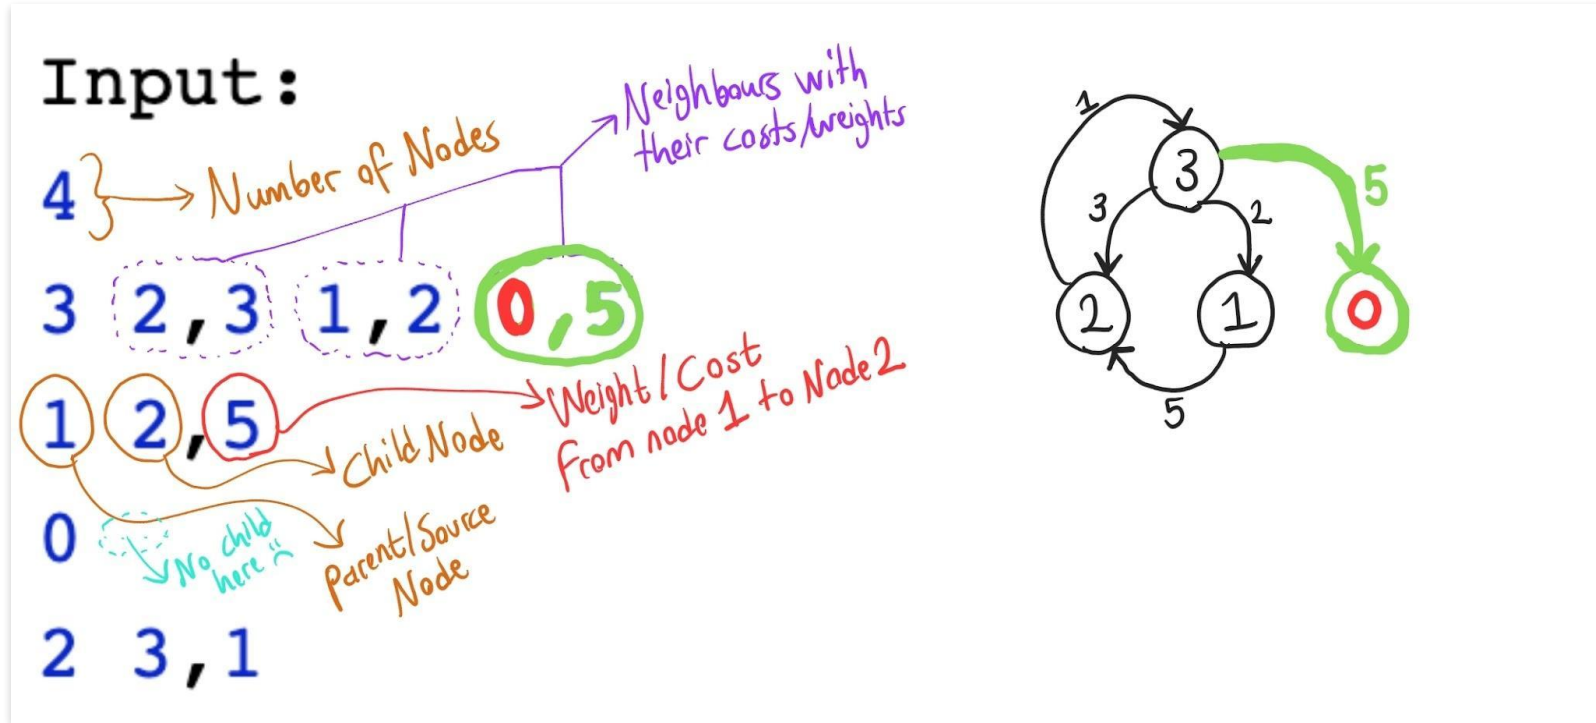 Input:
4
Number of Nodes
Neighbours with
their costs/weights
3 2,3 1,2 0,5
1 2,5
Weight/Cost
From node 1 to Node 2
Child Node
0
No child
here
Parent/Source
Node
2 3,1
1
3
5
3
2
2
1
0
5